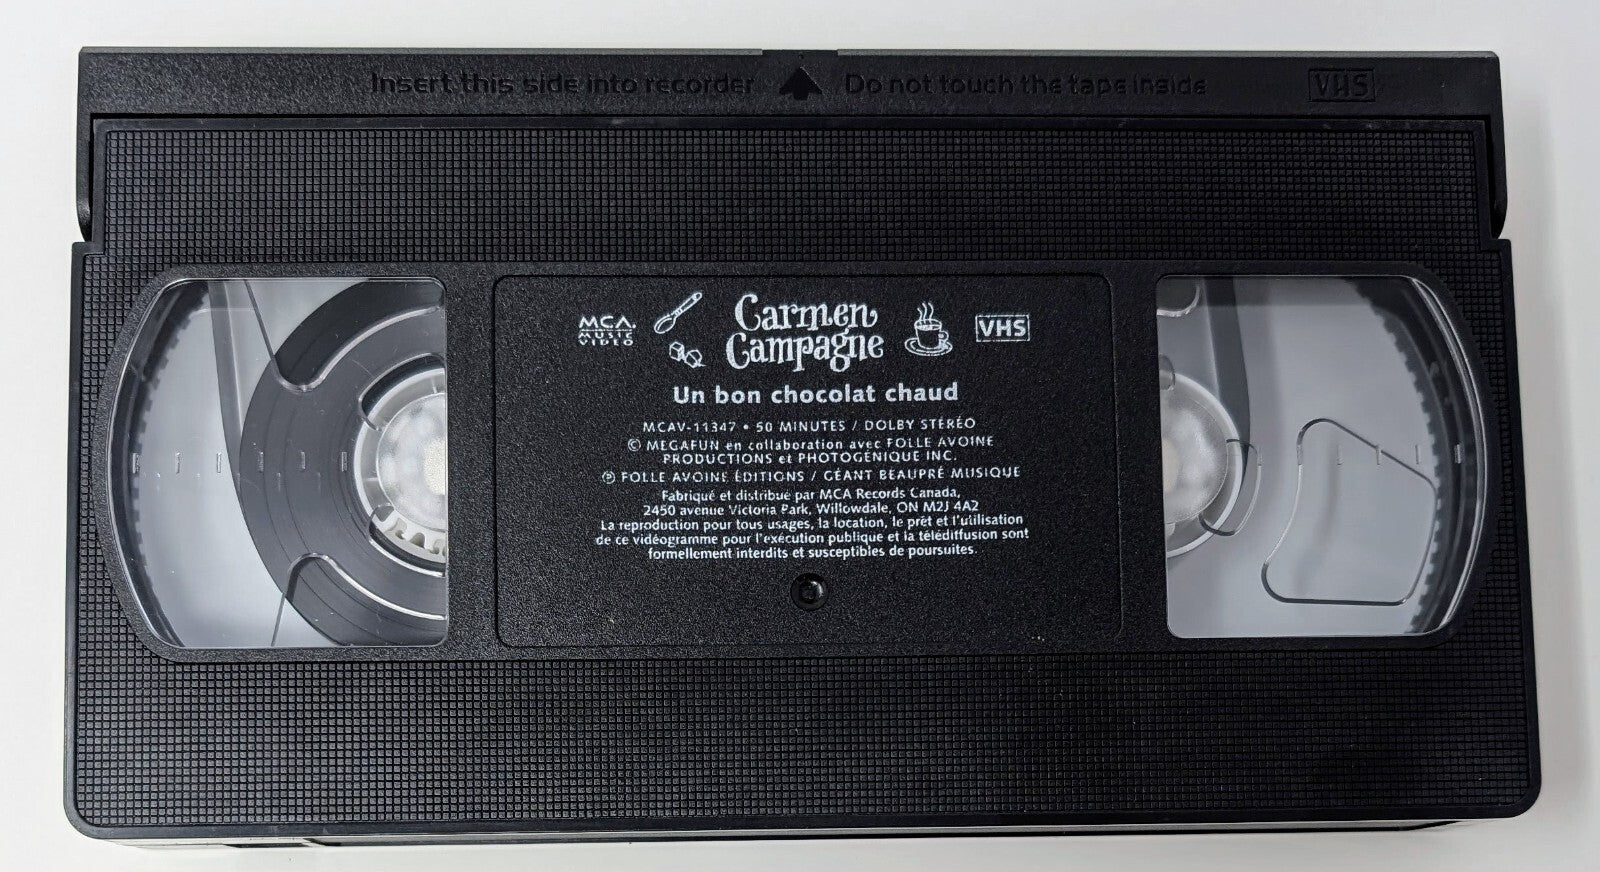 Insert this side into recorder Do not touch the tape inside VHS
MCA.
MUSIC
VIDEO
Carmen
Campagne
VHS
Un bon chocolat chaud
MCAV-11347 • 50 MINUTES / DOLBY STÉRÉO
© MEGAFUN en collaboration avec FOLLE AVOINE
PRODUCTIONS et PHOTOGÉNIQUE INC.
℗ FOLLE AVOINE ÉDITIONS / GÉANT BEAUPRÉ MUSIQUE
Fabriqué et distribué par MCA Records Canada,
2450 avenue Victoria Park, Willowdale, ON M2J 4A2
La reproduction pour tous usages, la location, le prêt et l'utilisation
de ce vidéogramme pour l'exécution publique et la télédiffusion sont
formellement interdits et susceptibles de poursuites.